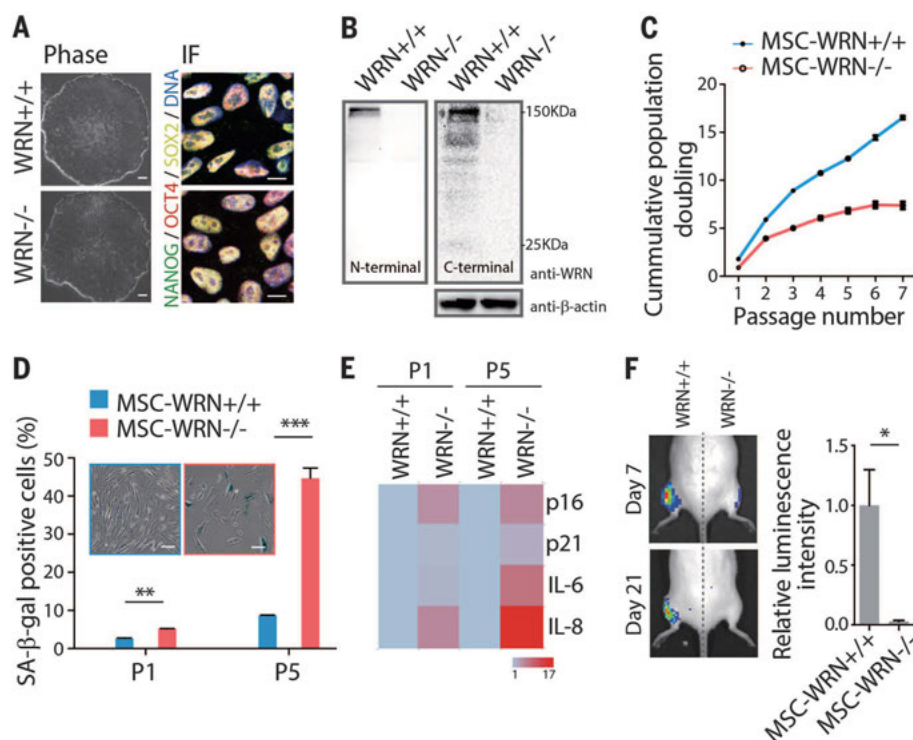 A
Phase
IF
WRN+/+
WRN-/-
NANOG / OCT4 / SOX2 / DNA
B
WRN+/+
WRN-/-
WRN+/+
WRN-/-
150KDa
25KDa
N-terminal
C-terminal
anti-WRN
anti-β-actin
C
MSC-WRN+/+
MSC-WRN-/-
Cummulative population
doubling
20
15
10
5
0
1 2 3 4 5 6 7
Passage number
D
MSC-WRN+/+
MSC-WRN-/-
SA-β-gal positive cells (%)
50
40
30
20
10
0
**
***
P1
P5
E
P1
P5
WRN+/+
WRN-/-
WRN+/+
WRN-/-
p16
p21
IL-6
IL-8
1
17
F
WRN+/+
WRN-/-
Day 7
Day 21
Relative luminescence
intensity
1.5
1.0
0.5
0.0
*
MSC-WRN+/+
MSC-WRN-/-